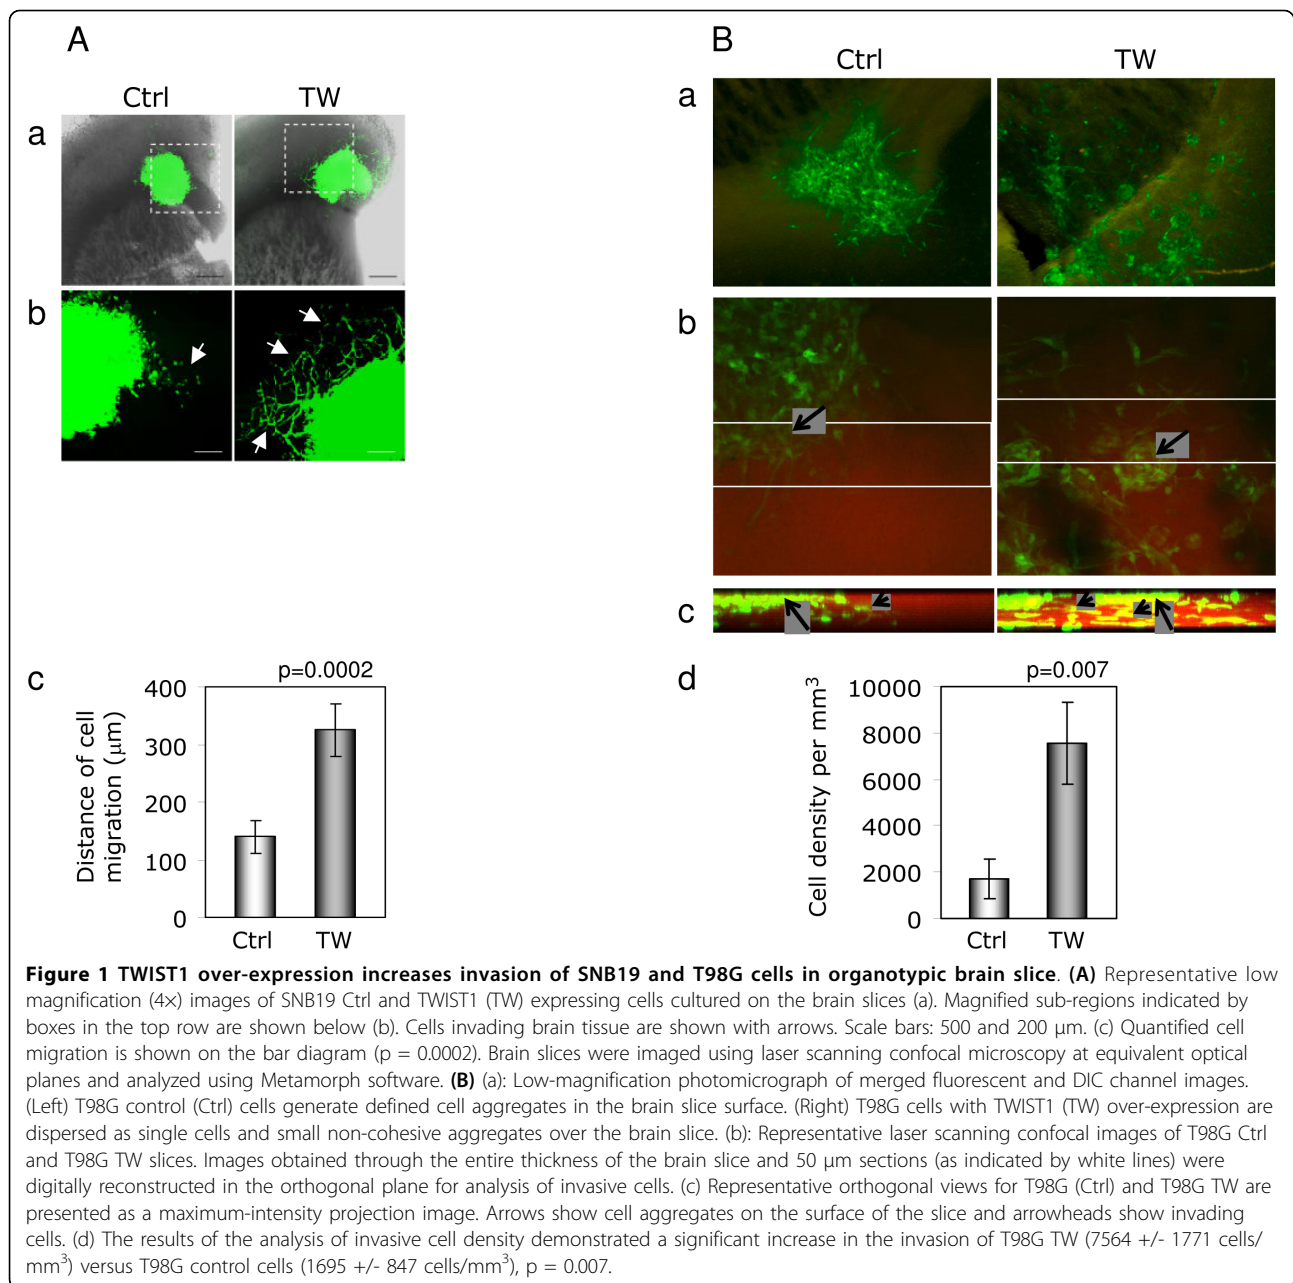 A
Ctrl TW
a
b
B
Ctrl TW
a
b
c
c
p=0.0002
Distance of cell
migration (μm)
400
300
200
100
0
Ctrl TW
d
p=0.007
Cell density per mm³
10000
8000
6000
4000
2000
0
Ctrl TW
Figure 1 TWIST1 over-expression increases invasion of SNB19 and T98G cells in organotypic brain slice. (A) Representative low
magnification (4×) images of SNB19 Ctrl and TWIST1 (TW) expressing cells cultured on the brain slices (a). Magnified sub-regions indicated by
boxes in the top row are shown below (b). Cells invading brain tissue are shown with arrows. Scale bars: 500 and 200 μm. (c) Quantified cell
migration is shown on the bar diagram (p = 0.0002). Brain slices were imaged using laser scanning confocal microscopy at equivalent optical
planes and analyzed using Metamorph software. (B) (a): Low-magnification photomicrograph of merged fluorescent and DIC channel images.
(Left) T98G control (Ctrl) cells generate defined cell aggregates in the brain slice surface. (Right) T98G cells with TWIST1 (TW) over-expression are
dispersed as single cells and small non-cohesive aggregates over the brain slice. (b): Representative laser scanning confocal images of T98G Ctrl
and T98G TW slices. Images obtained through the entire thickness of the brain slice and 50 μm sections (as indicated by white lines) were
digitally reconstructed in the orthogonal plane for analysis of invasive cells. (c) Representative orthogonal views for T98G (Ctrl) and T98G TW are
presented as a maximum-intensity projection image. Arrows show cell aggregates on the surface of the slice and arrowheads show invading
cells. (d) The results of the analysis of invasive cell density demonstrated a significant increase in the invasion of T98G TW (7564 +/- 1771 cells/
mm³) versus T98G control cells (1695 +/- 847 cells/mm³), p = 0.007.